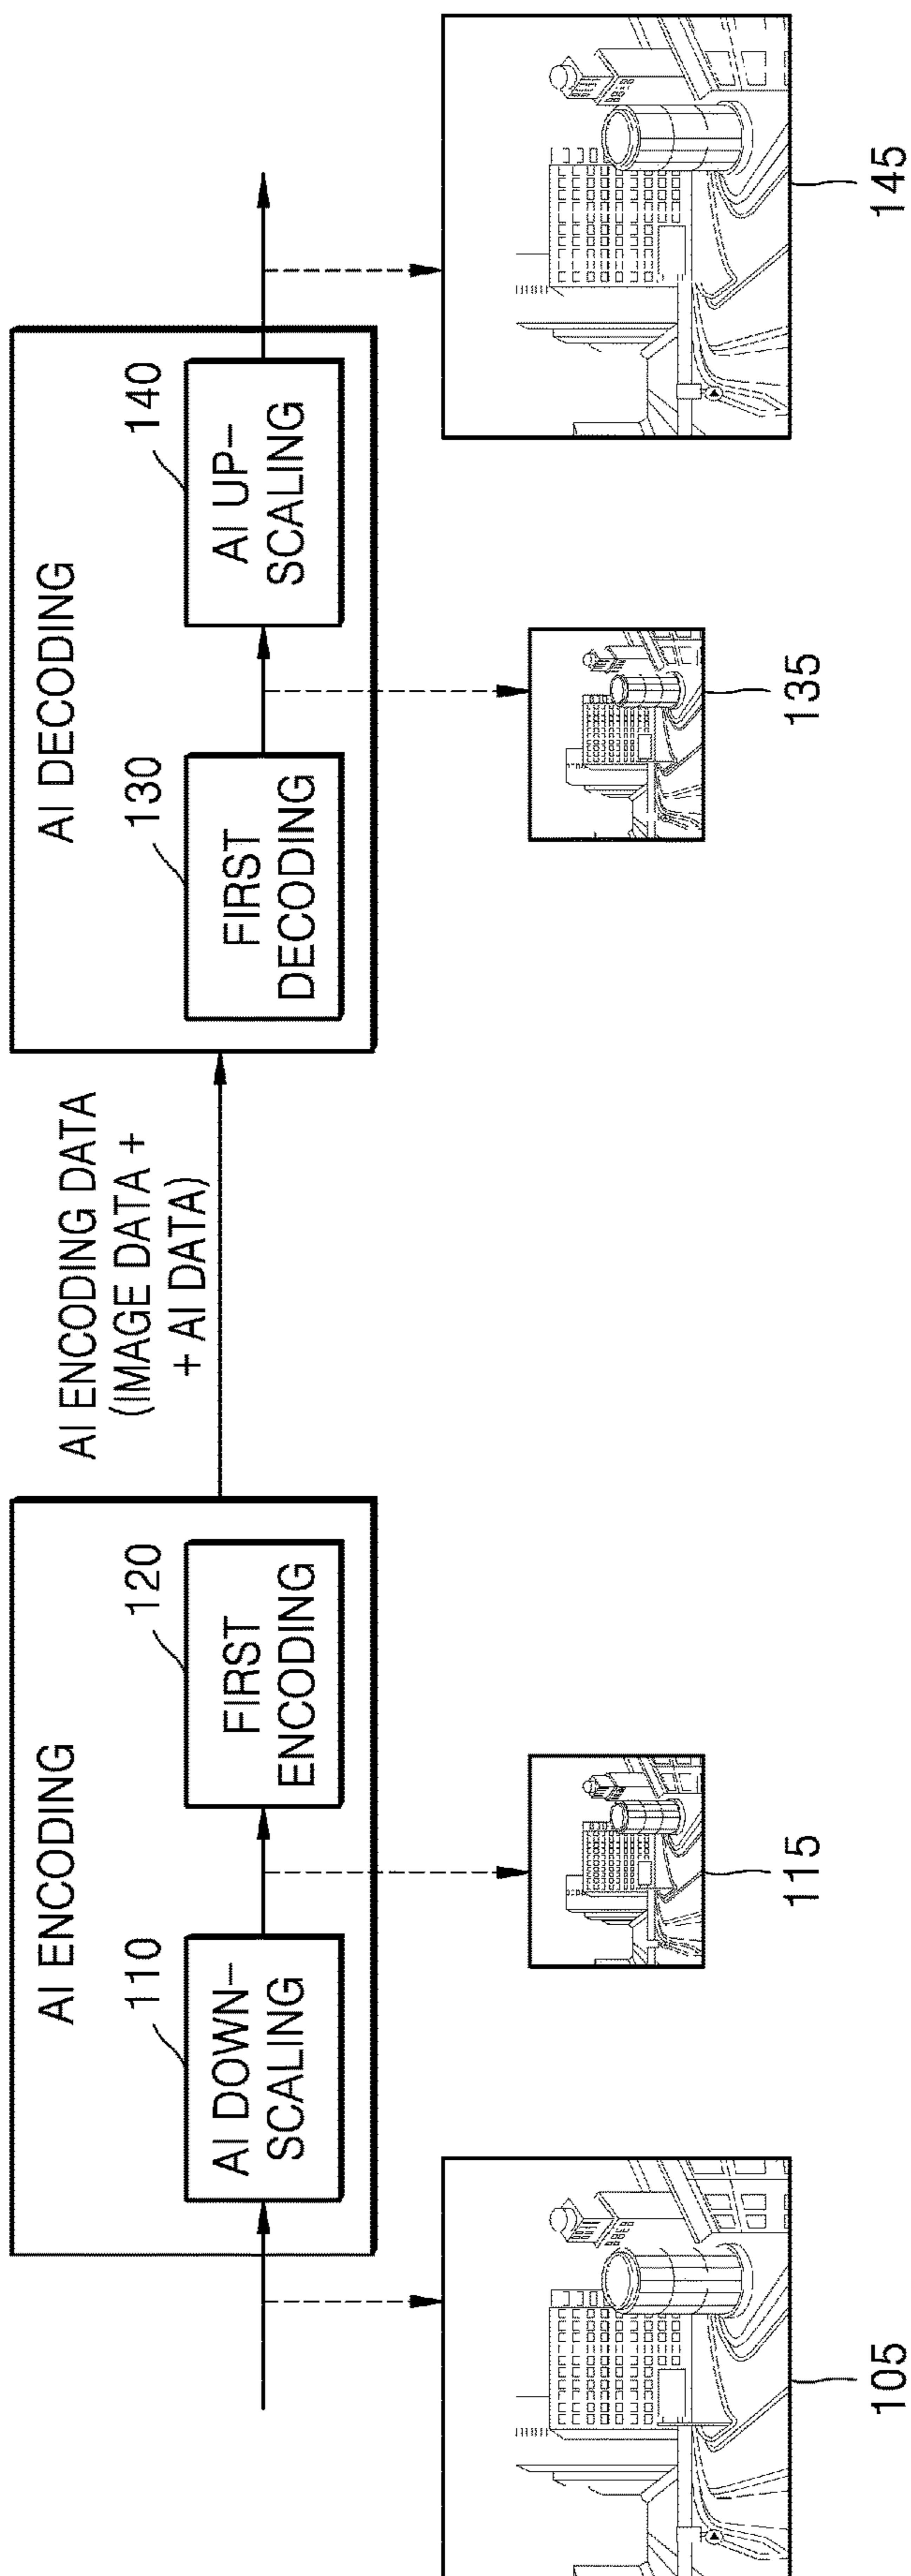 AI ENCODING
110
AI DOWN-
SCALING
120
FIRST
ENCODING
AI ENCODING DATA
(IMAGE DATA +
+ AI DATA)
AI DECODING
130
FIRST
DECODING
140
AI UP-
SCALING
105
115
135
145